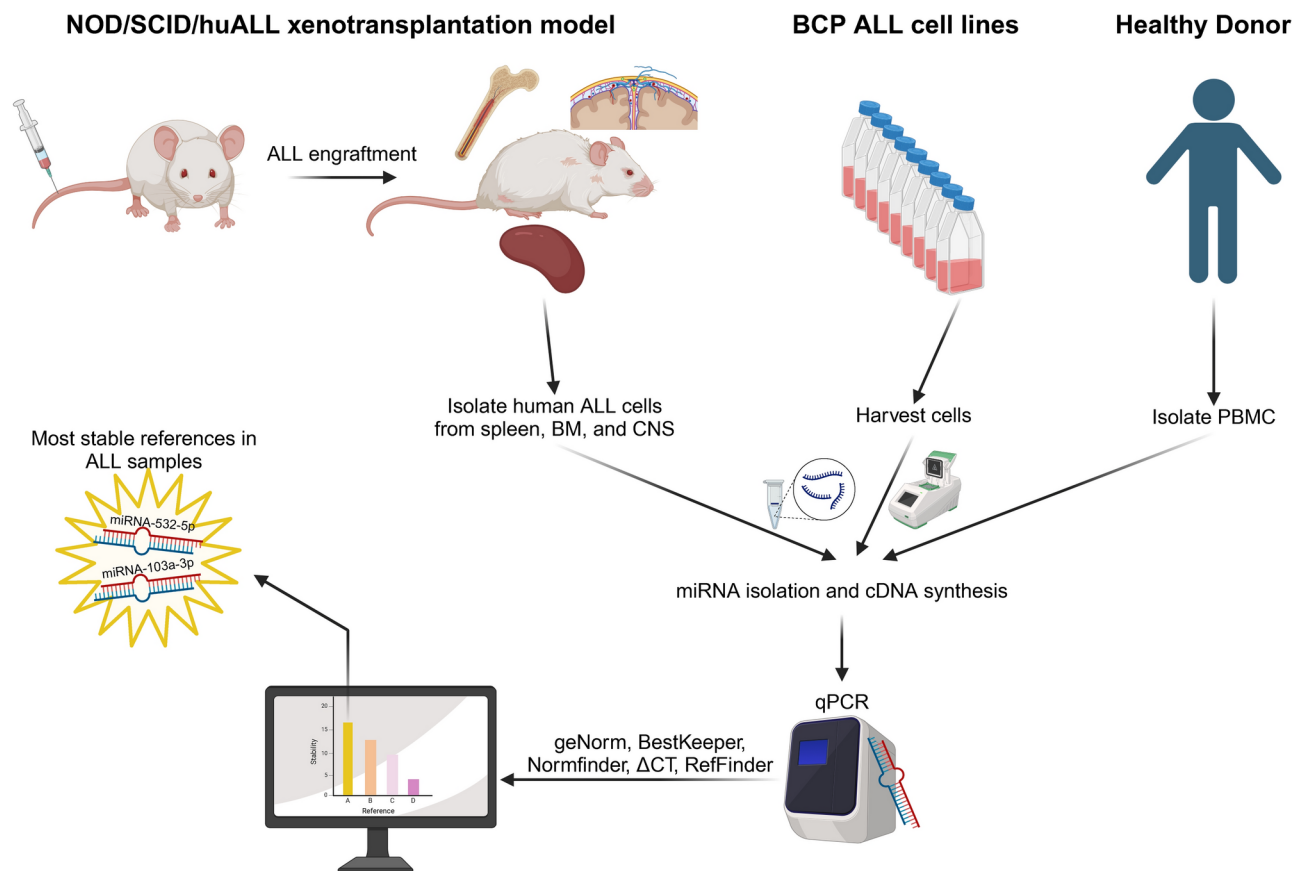 NOD/SCID/huALL xenotransplantation model
BCP ALL cell lines
Healthy Donor
ALL engraftment
Isolate human ALL cells
from spleen, BM, and CNS
Harvest cells
Isolate PBMC
Most stable references in
ALL samples
miRNA-532-5p
miRNA-103a-3p
miRNA isolation and cDNA synthesis
qPCR
geNorm, BestKeeper,
Normfinder, ΔCT, RefFinder
Stability
20
15
10
5
0
A B C D
Reference